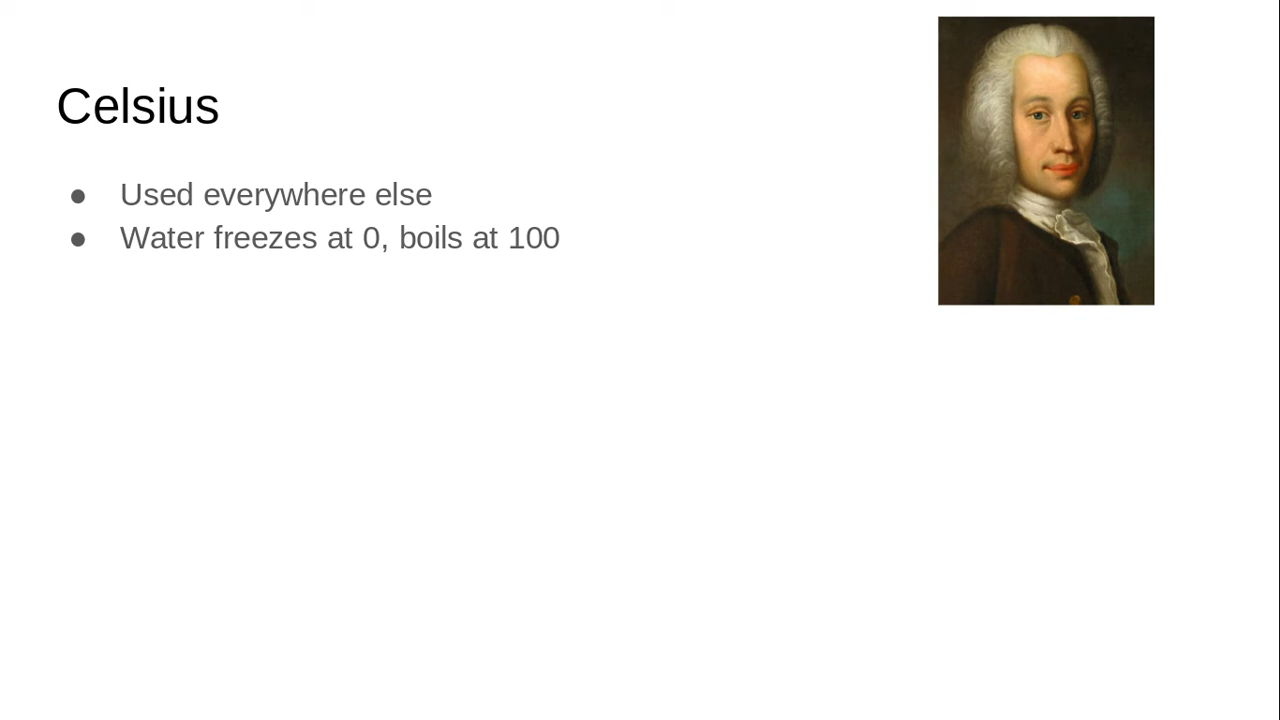 Celsius
● Used everywhere else
● Water freezes at 0, boils at 100